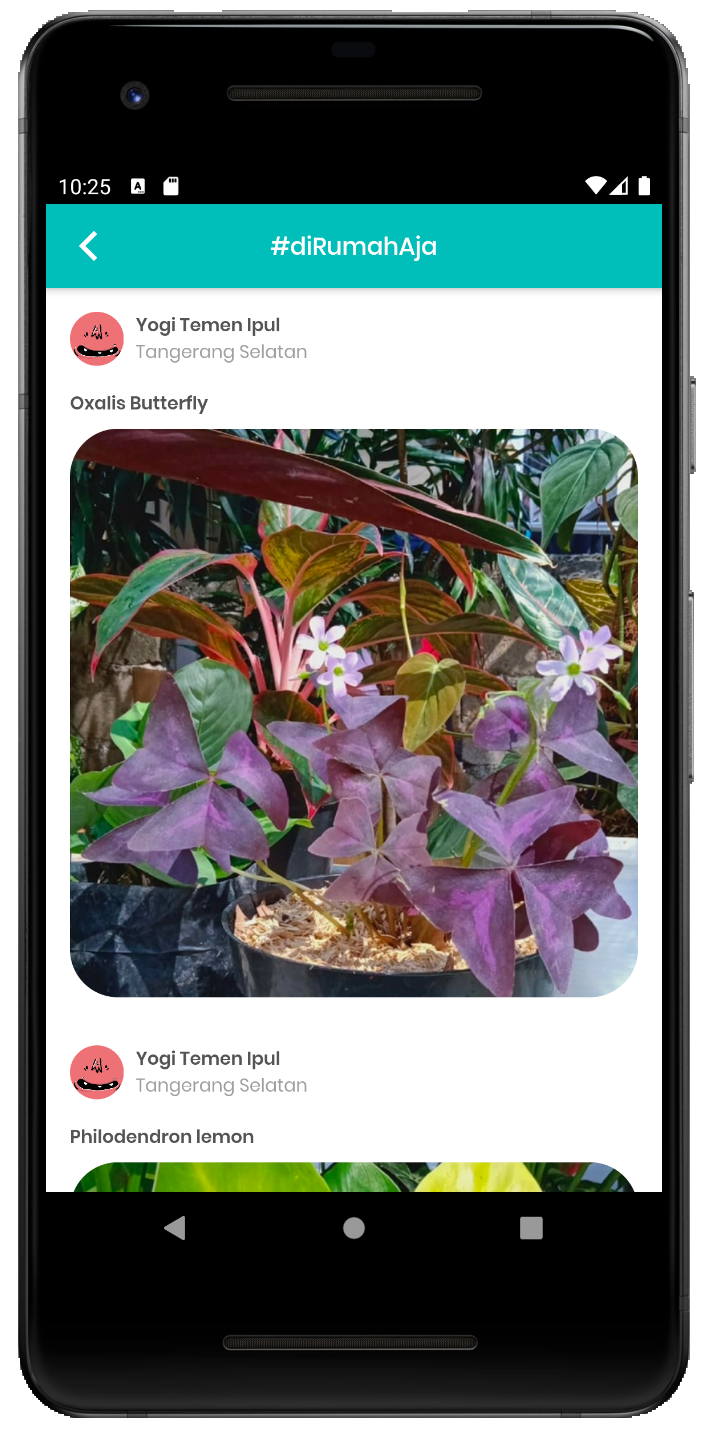 10:25
A
#diRumahAja
Yogi Temen Ipul
Tangerang Selatan
Oxalis Butterfly
Yogi Temen Ipul
Tangerang Selatan
Philodendron lemon